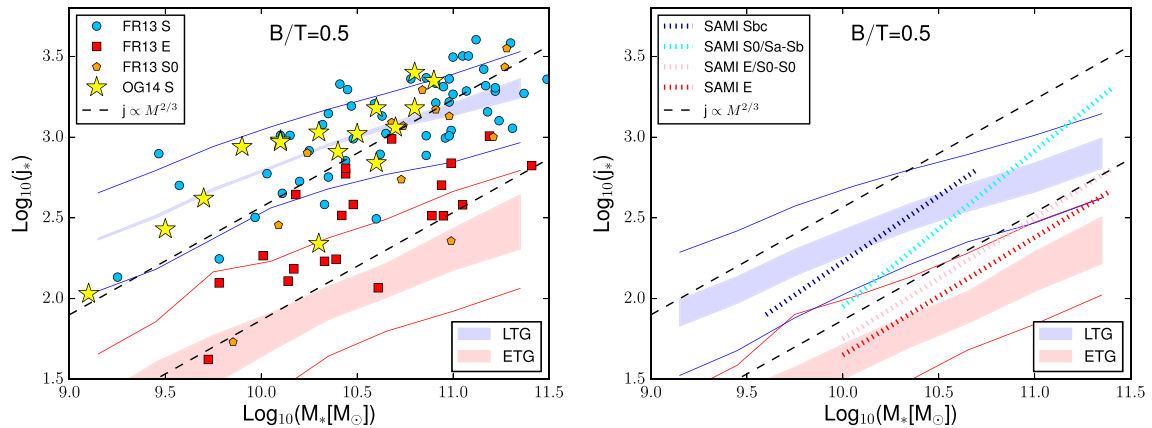 B/T=0.5
FR13 S
FR13 E
FR13 S0
OG14 S
j ∝ M^{2/3}
LTG
ETG
Log₁₀(j∗)
3.5
3.0
2.5
2.0
1.5
9.0 9.5 10.0 10.5 11.0 11.5
Log₁₀(M∗[M⊙])
B/T=0.5
SAMI Sbc
SAMI S0/Sa-Sb
SAMI E/S0-S0
SAMI E
j ∝ M^{2/3}
LTG
ETG
Log₁₀(j∗)
3.5
3.0
2.5
2.0
1.5
9.0 9.5 10.0 10.5 11.0 11.5
Log₁₀(M∗[M⊙])